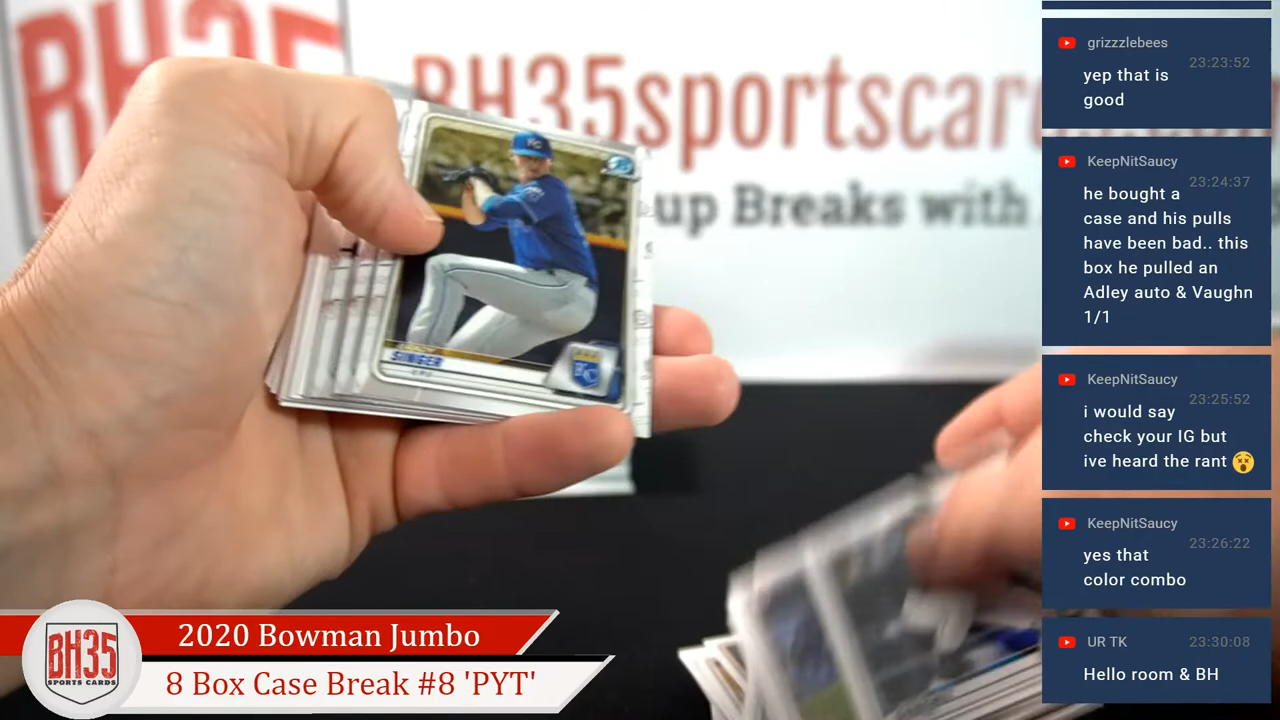 BH35sportscar
up Breaks with
KC
SINGER
KC
BH35
SPORTS CARDS
2020 Bowman Jumbo
8 Box Case Break #8 'PYT'
grizzzlebees
23:23:52
yep that is
good
KeepNitSaucy
23:24:37
he bought a
case and his pulls
have been bad.. this
box he pulled an
Adley auto & Vaughn
1/1
KeepNitSaucy
23:25:52
i would say
check your IG but
ive heard the rant 😵
KeepNitSaucy
23:26:22
yes that
color combo
UR TK
23:30:08
Hello room & BH